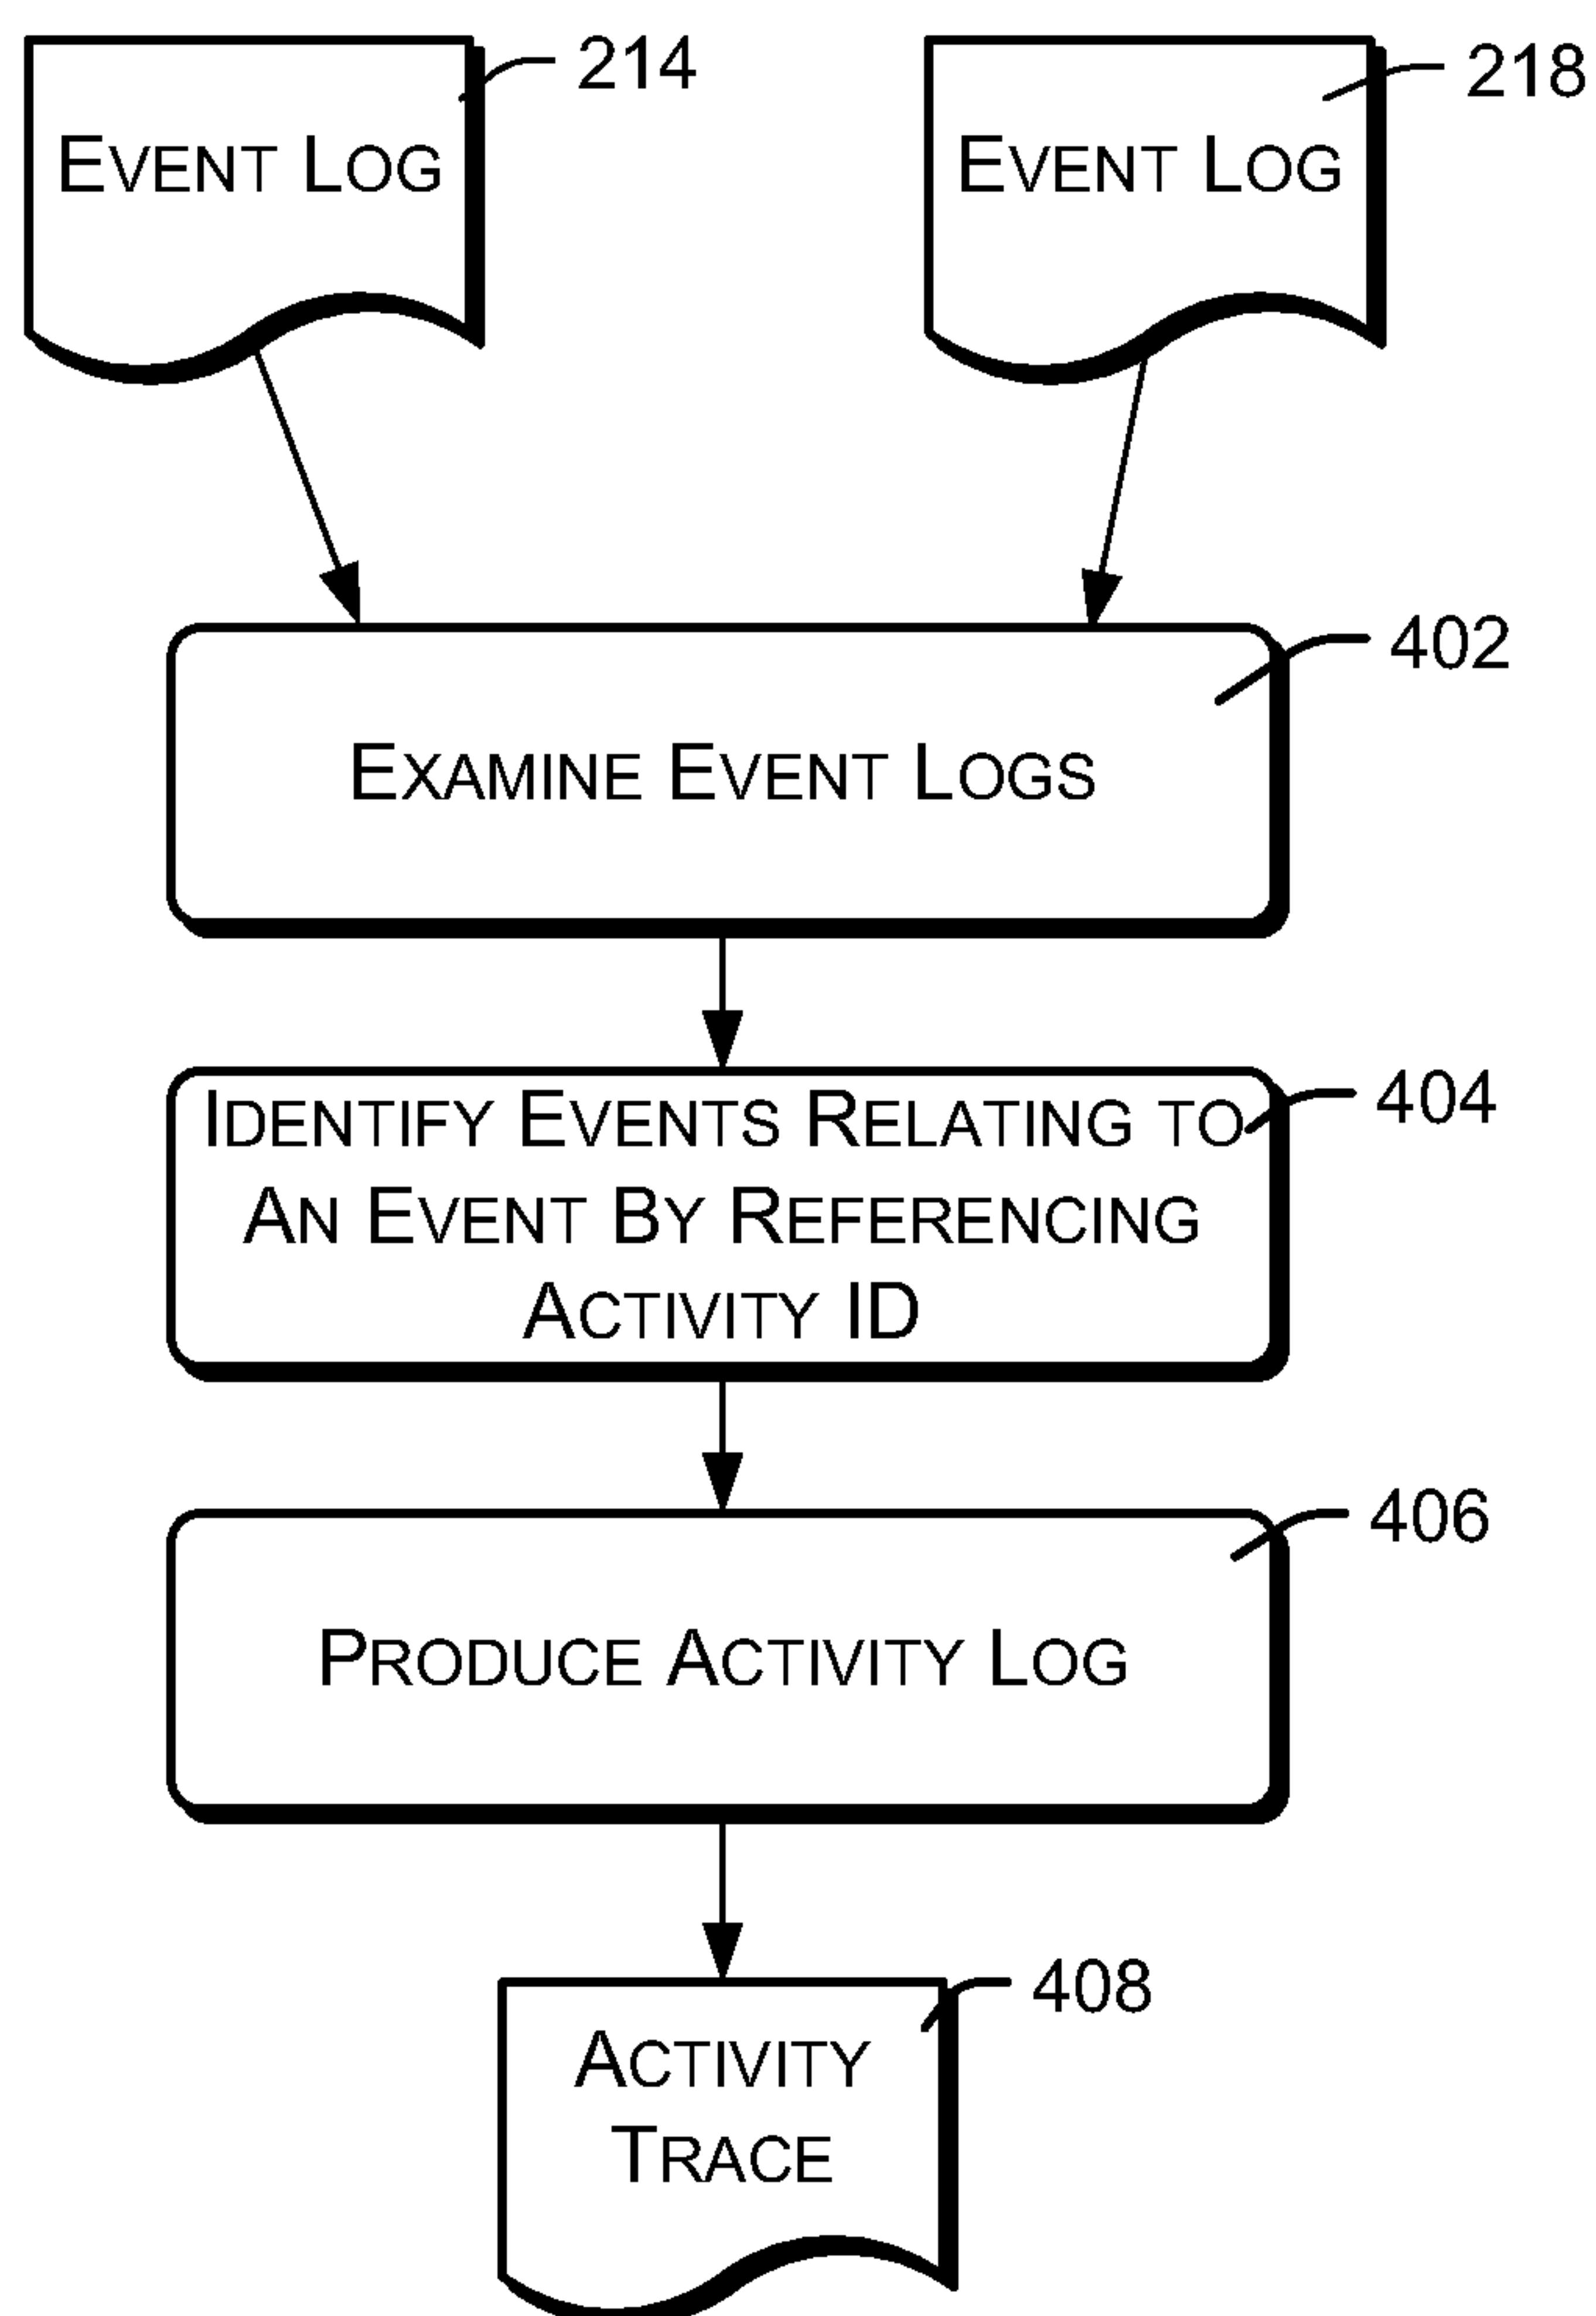 214
218
EVENT LOG
EVENT LOG
402
EXAMINE EVENT LOGS
404
IDENTIFY EVENTS RELATING TO
AN EVENT BY REFERENCING
ACTIVITY ID
406
PRODUCE ACTIVITY LOG
408
ACTIVITY
TRACE